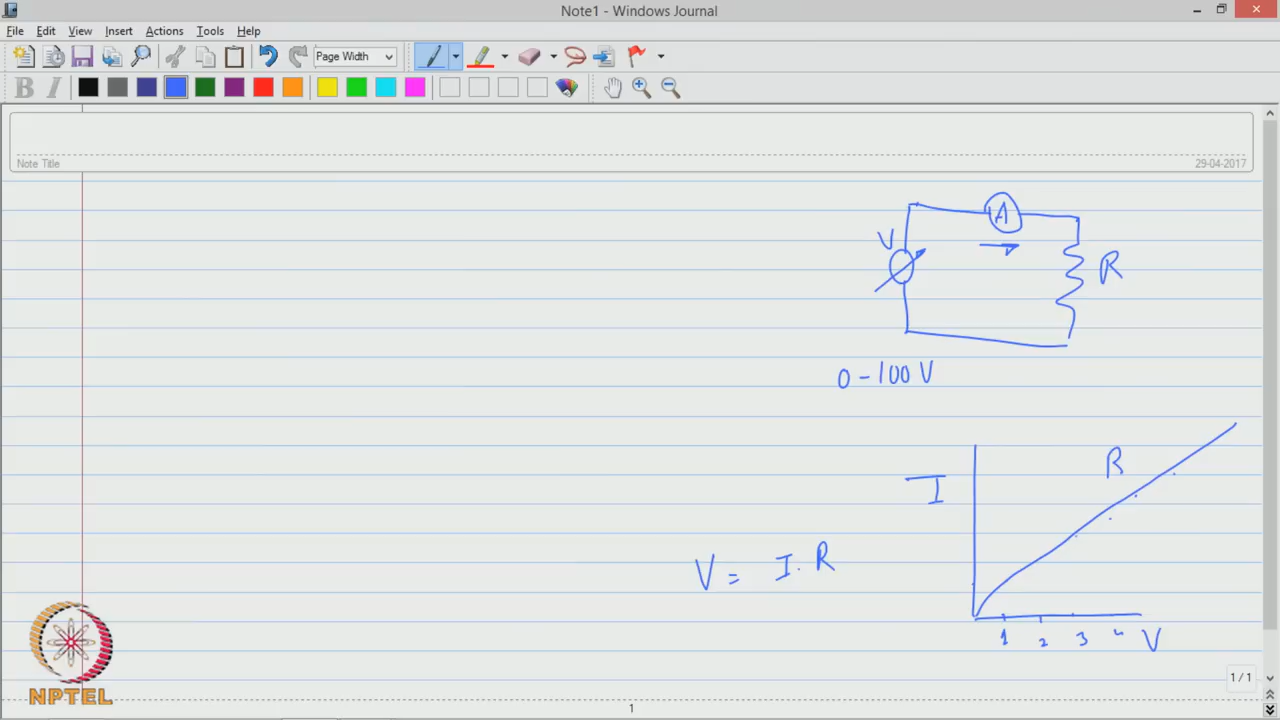 Note1 - Windows Journal
File Edit View Insert Actions Tools Help
Page Width
B I
Note Title
29-04-2017
A
V
R
0-100 V
R
I
V = I. R
1 2 3 4 V
NPTEL
1 / 1
1